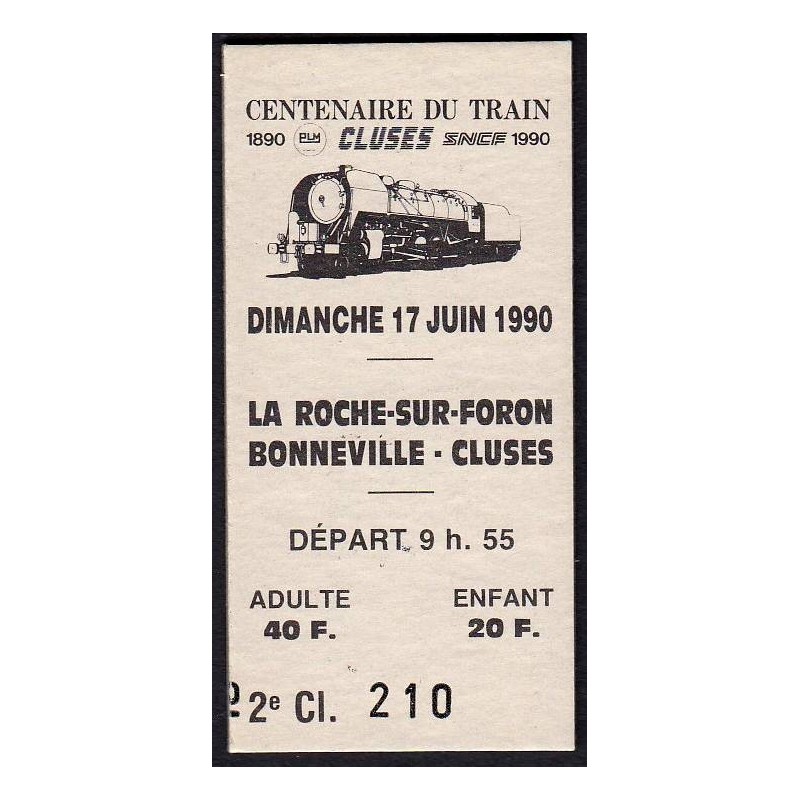 CENTENAIRE DU TRAIN
1890 PLM CLUSES SNCF 1990
DIMANCHE 17 JUIN 1990
LA ROCHE-SUR-FORON
BONNEVILLE - CLUSES
DÉPART 9 h. 55
ADULTE ENFANT
40 F. 20 F.
2e Cl. 210